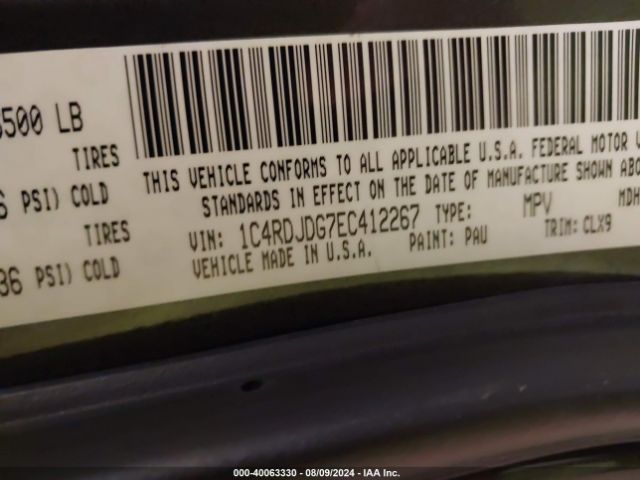 500 LB
TIRES
PSI) COLD
TIRES
36 PSI) COLD
THIS VEHICLE CONFORMS TO ALL APPLICABLE U.S.A. FEDERAL MOTOR
STANDARDS IN EFFECT ON THE DATE OF MANUFACTURE SHOWN ABO
VIN: 1C4RDJDG7EC412267 TYPE: MPV MDH
VEHICLE MADE IN U.S.A. PAINT: PAU TRIM: CLX9
000-40063330 - 08/09/2024 - IAA Inc.